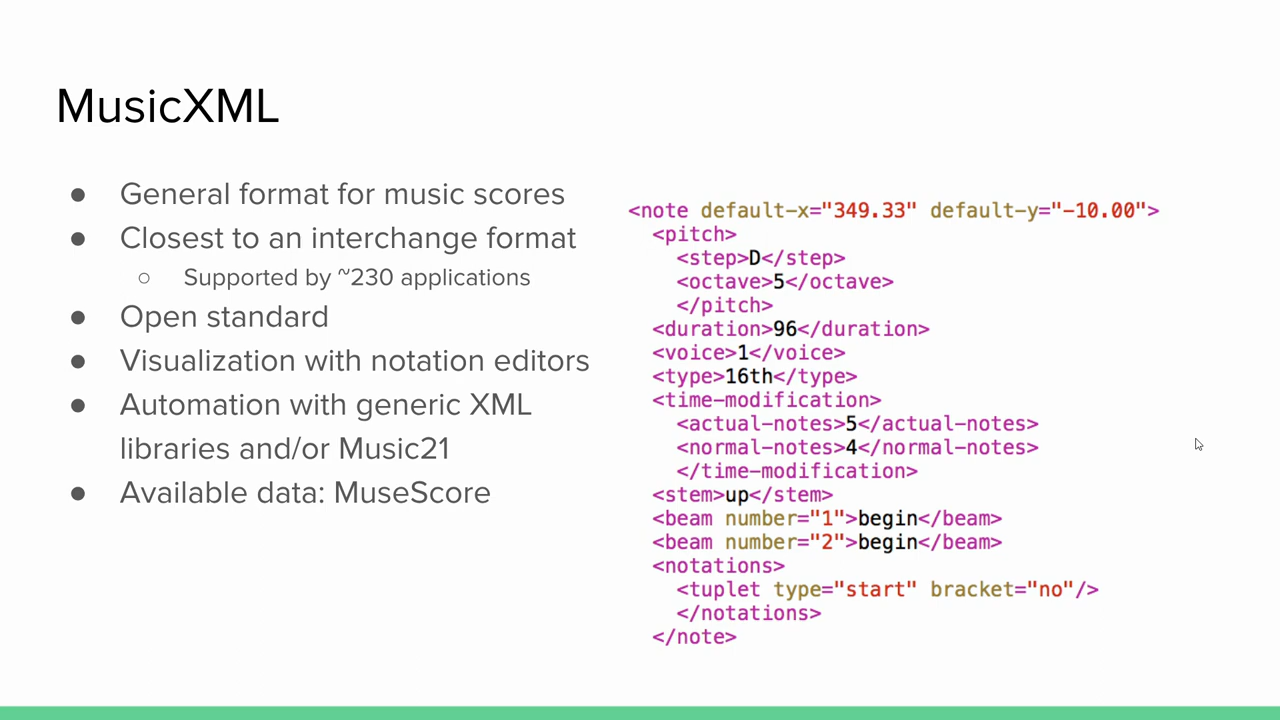 MusicXML
● General format for music scores
● Closest to an interchange format
○ Supported by ~230 applications
● Open standard
● Visualization with notation editors
● Automation with generic XML
libraries and/or Music21
● Available data: MuseScore
<note default-x="349.33" default-y="-10.00">
  <pitch>
    <step>D</step>
    <octave>5</octave>
    </pitch>
  <duration>96</duration>
  <voice>1</voice>
  <type>16th</type>
  <time-modification>
    <actual-notes>5</actual-notes>
    <normal-notes>4</normal-notes>
    </time-modification>
  <stem>up</stem>
  <beam number="1">begin</beam>
  <beam number="2">begin</beam>
  <notations>
    <tuplet type="start" bracket="no"/>
    </notations>
  </note>